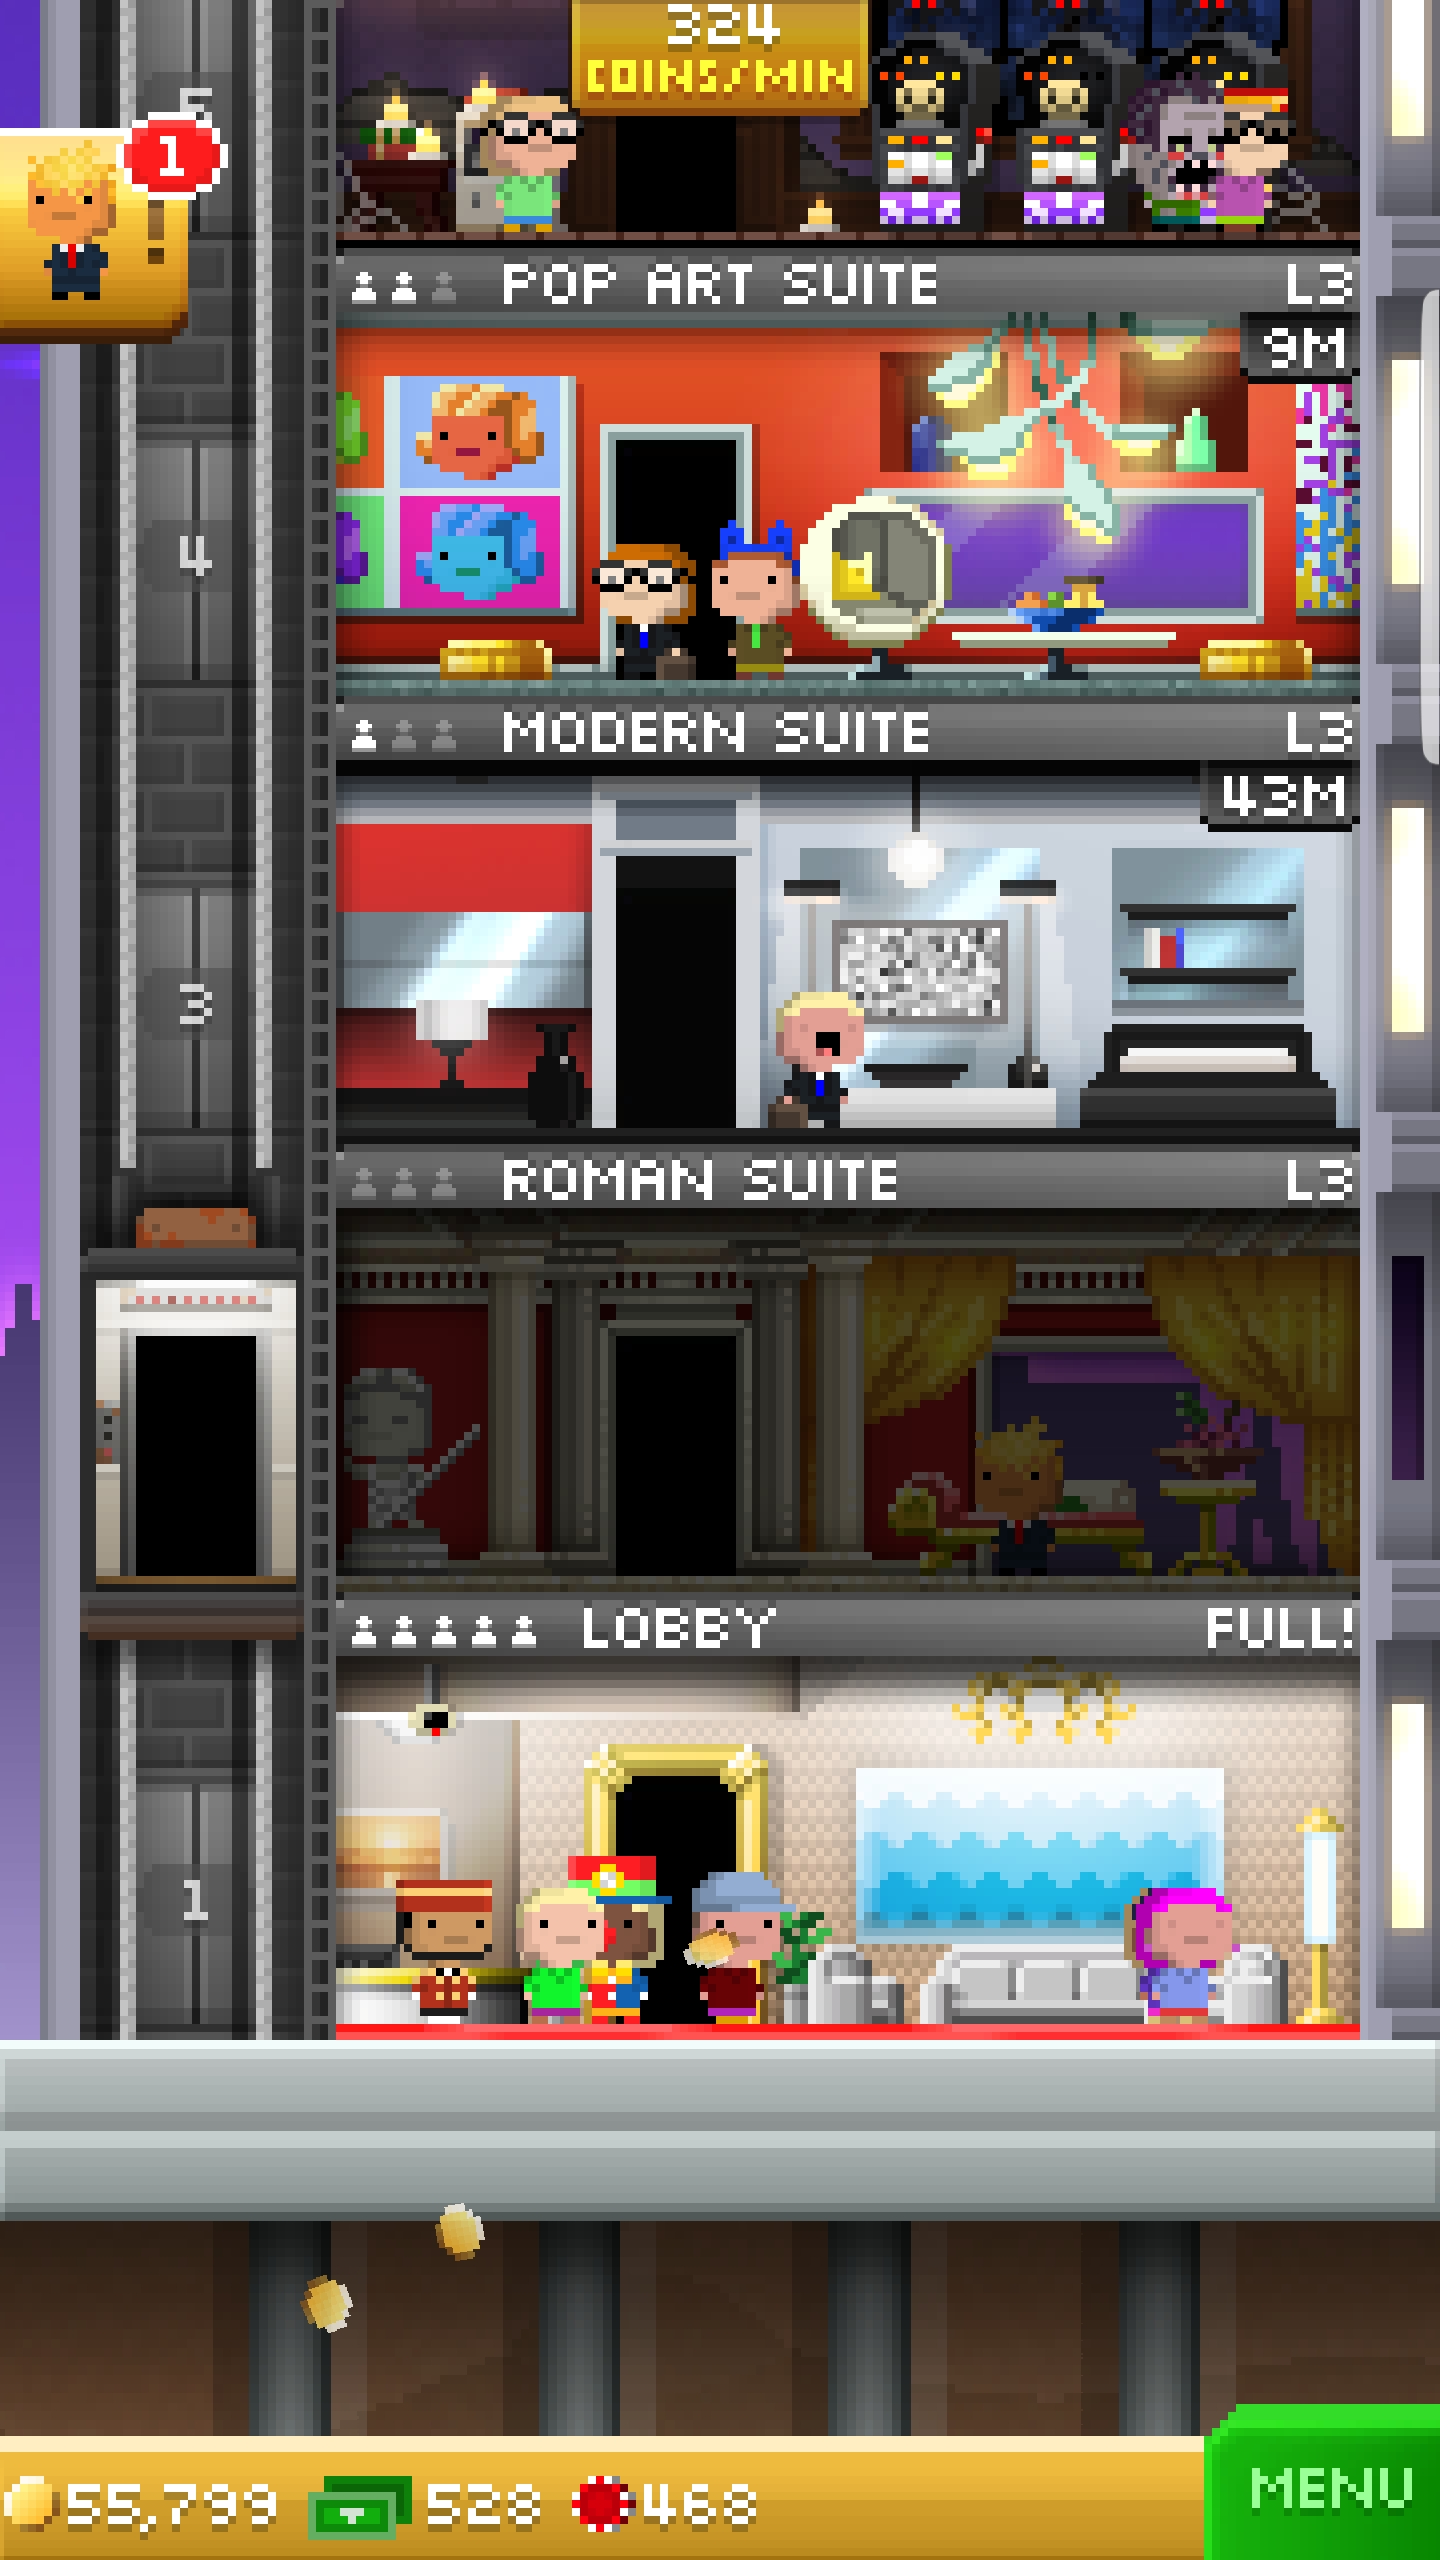 324
COINS/MIN
5
1
!
POP ART SUITE L3
9M
4
MODERN SUITE L3
43M
3
ROMAN SUITE L3
LOBBY FULL!
1
55,799 528 468
MENU